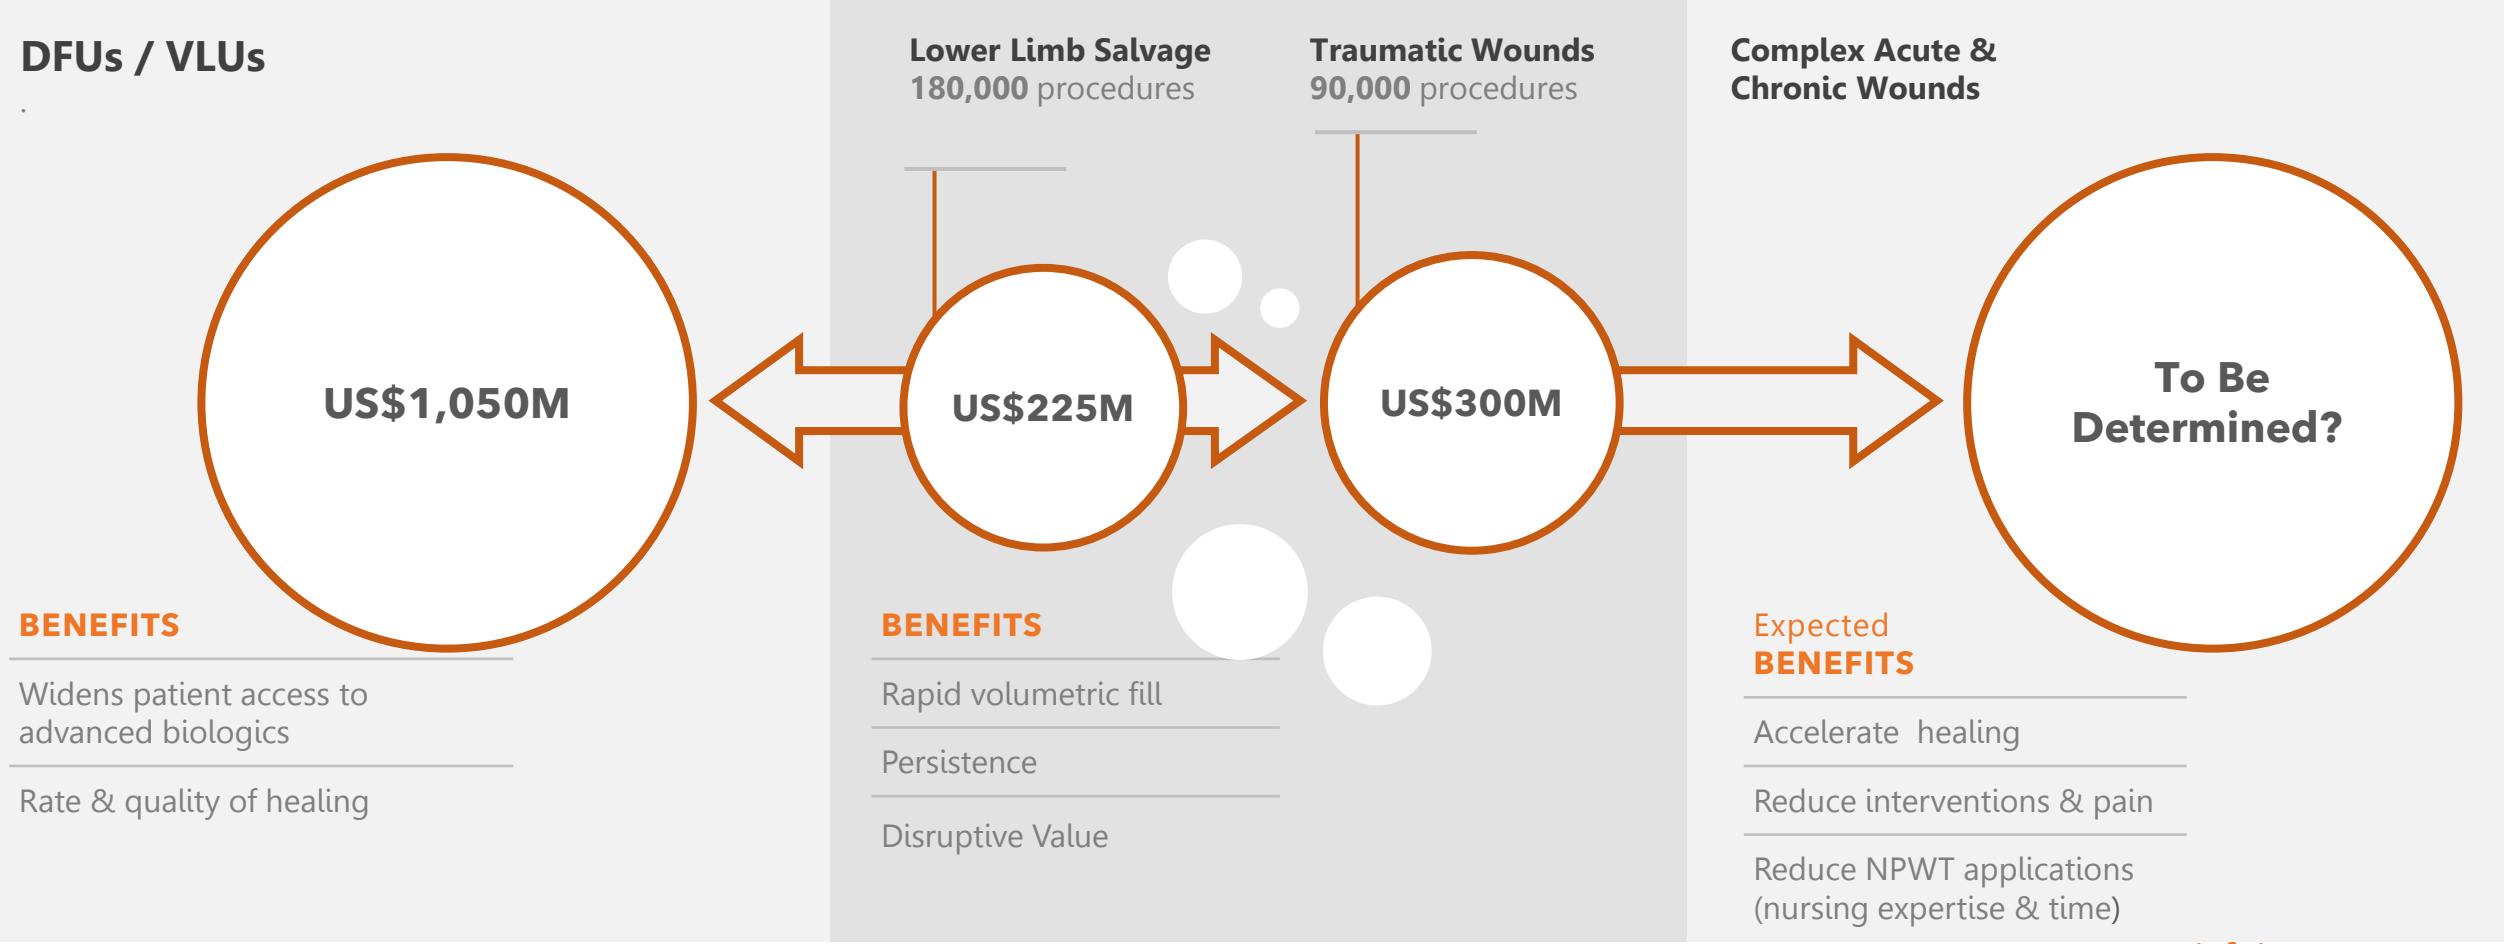 DFUs / VLUs
.
US$1,050M
BENEFITS
Widens patient access to
advanced biologics
Rate & quality of healing
Lower Limb Salvage
180,000 procedures
US$225M
Traumatic Wounds
90,000 procedures
US$300M
BENEFITS
Rapid volumetric fill
Persistence
Disruptive Value
Complex Acute &
Chronic Wounds
To Be
Determined?
Expected
BENEFITS
Accelerate  healing
Reduce interventions & pain
Reduce NPWT applications
(nursing expertise & time)